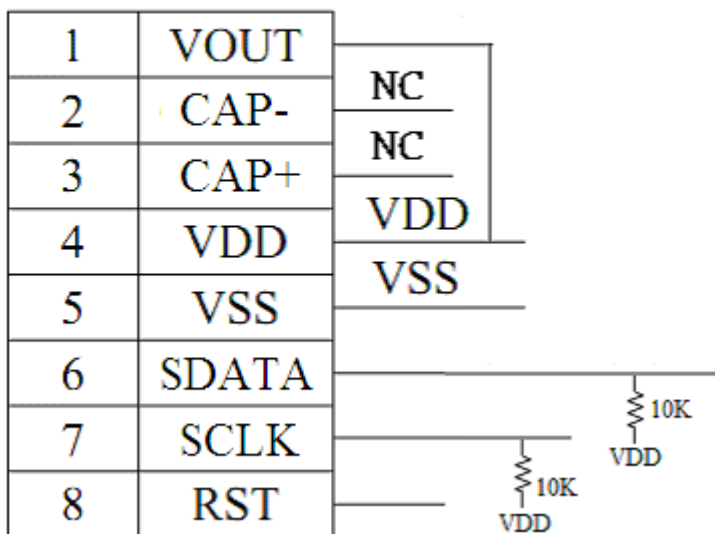 1 VOUT
2 CAP- NC
3 CAP+ NC
4 VDD VDD
5 VSS VSS
6 SDATA
10K
VDD
7 SCLK
10K
VDD
8 RST